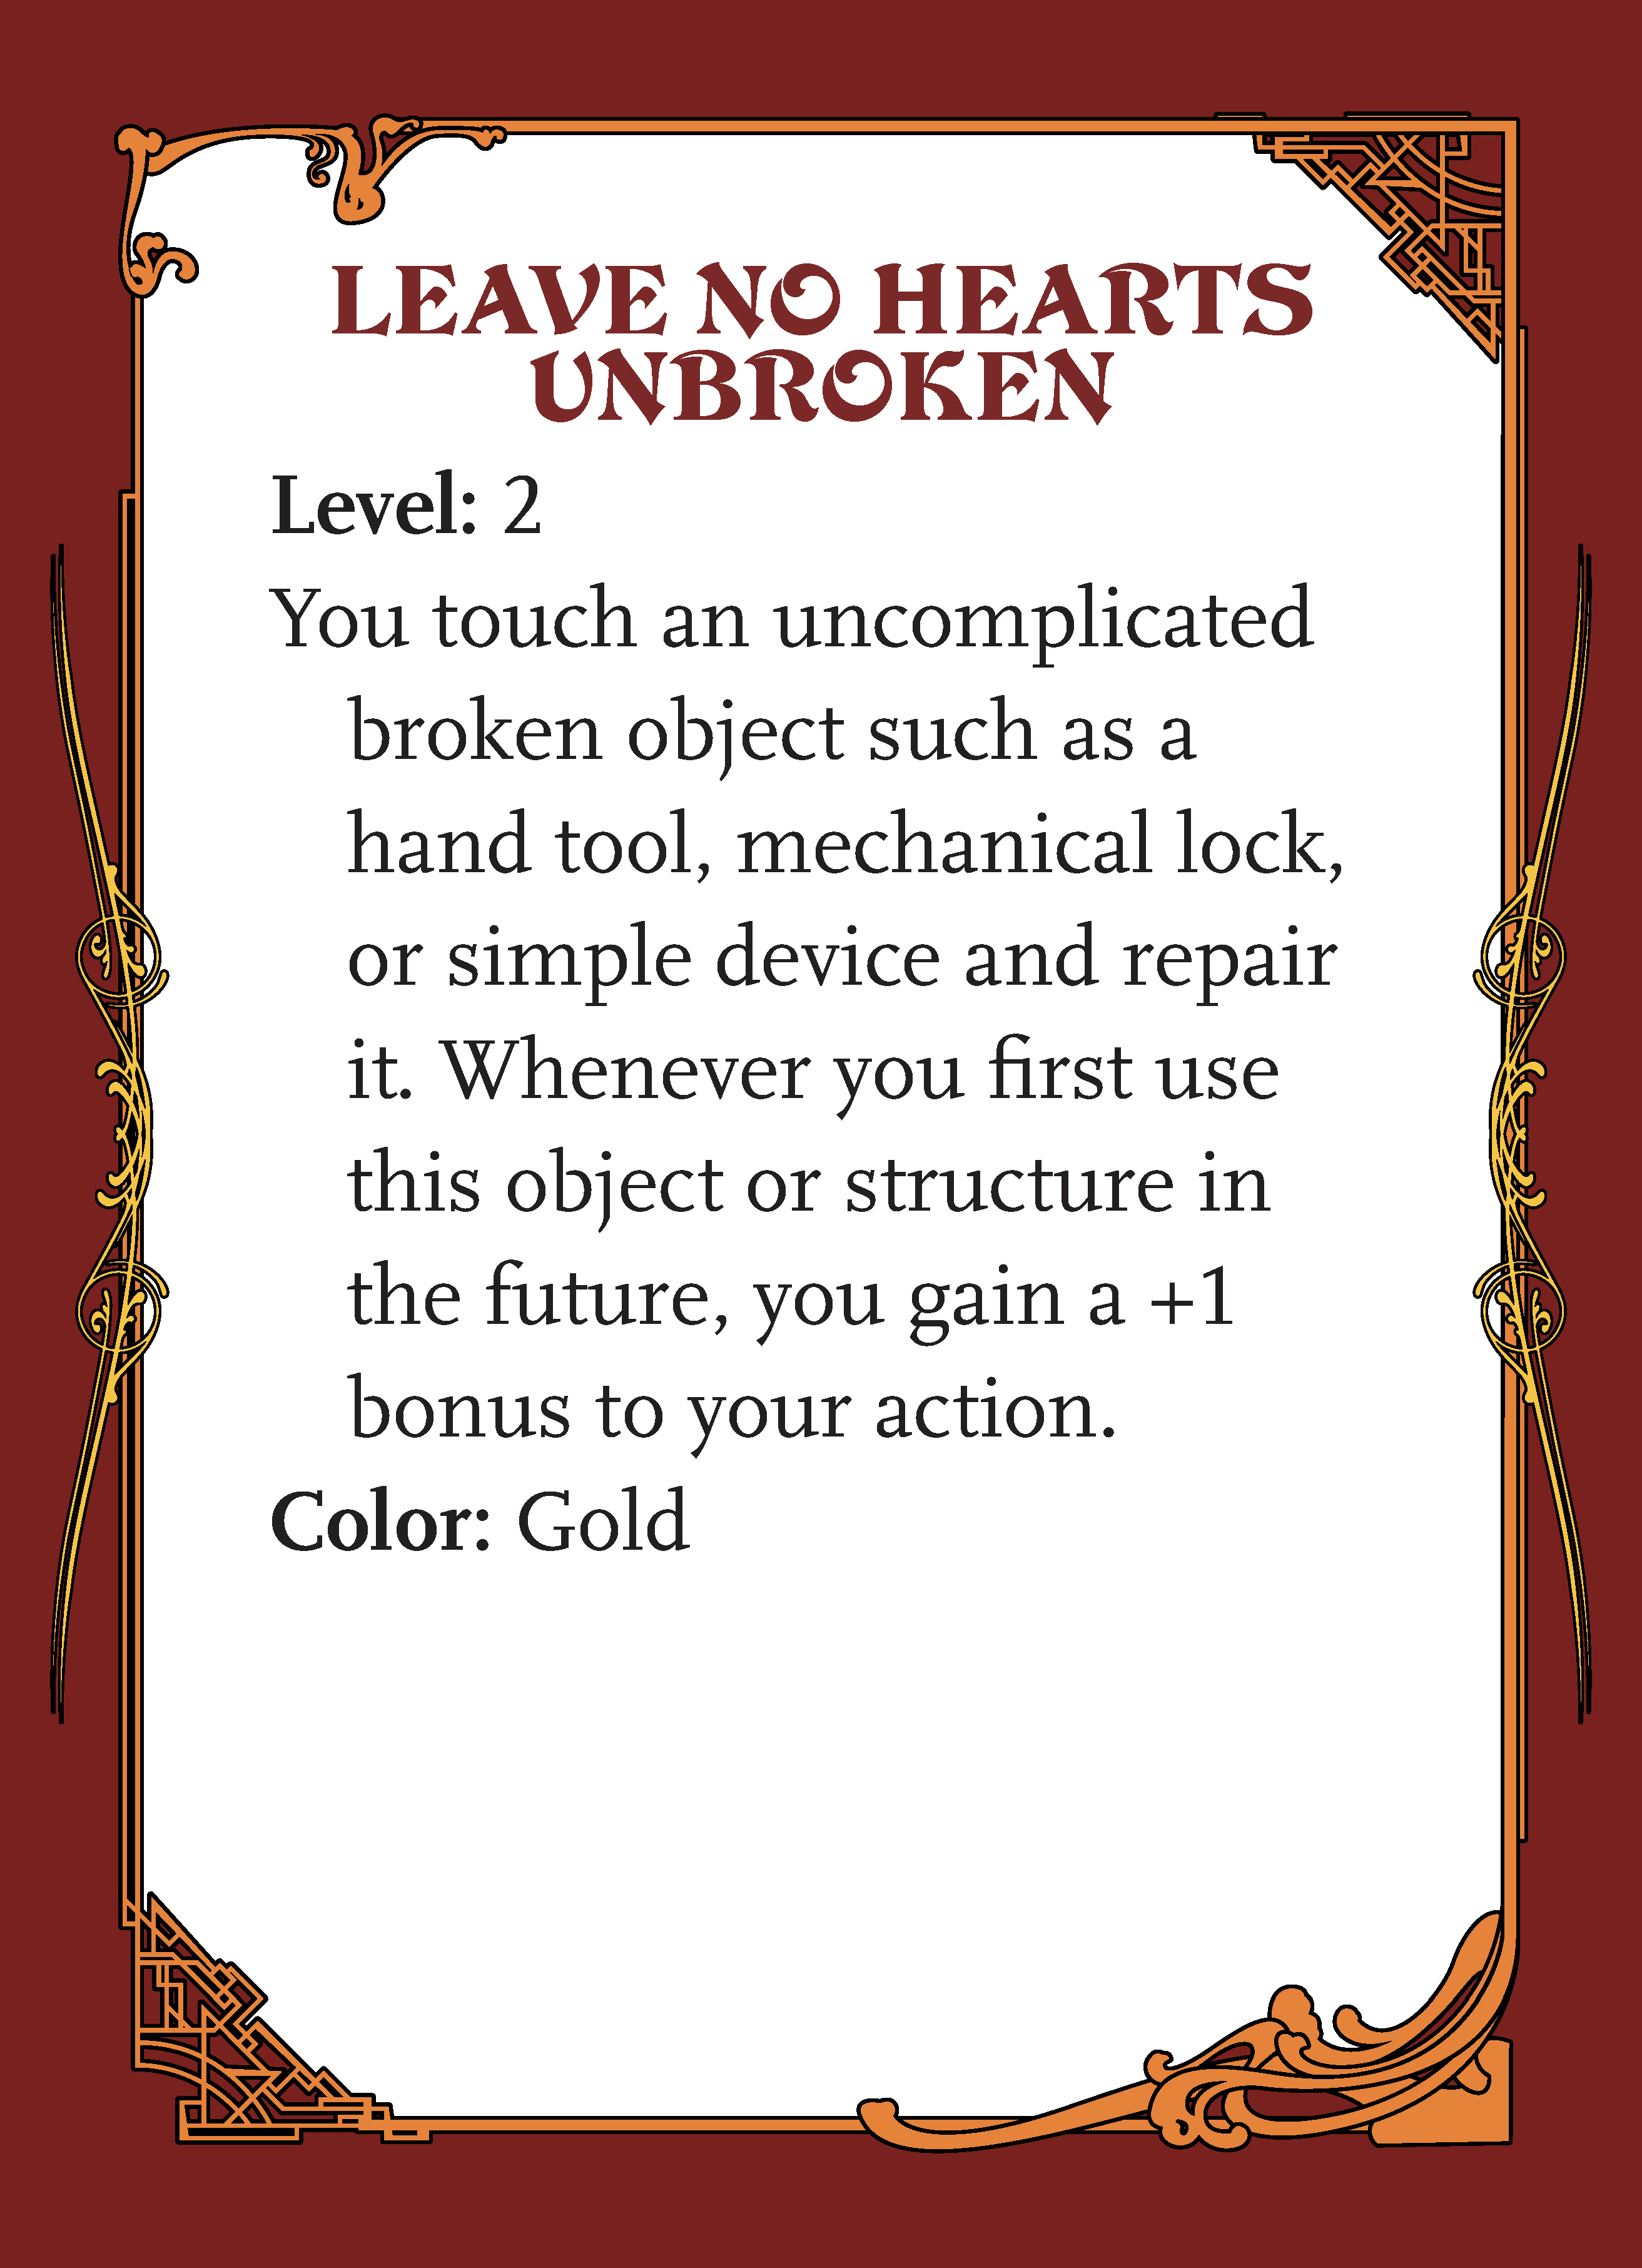 LEAVE NO HEARTS
UNBROKEN
Level: 2
You touch an uncomplicated
broken object such as a
hand tool, mechanical lock,
or simple device and repair
it. Whenever you first use
this object or structure in
the future, you gain a +1
bonus to your action.
Color: Gold